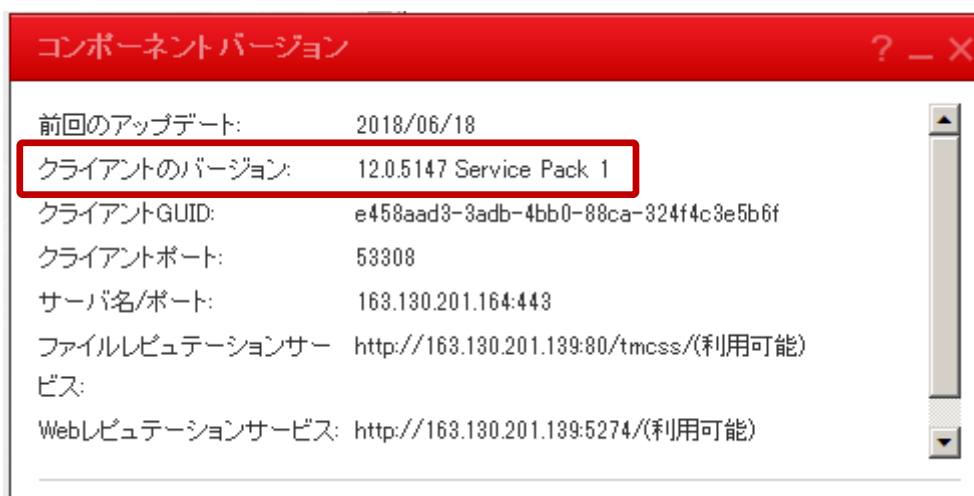 コンポーネントバージョン ? _ ×
前回のアップデート: 2018/06/18
クライアントのバージョン: 12.0.5147 Service Pack 1
クライアントGUID: e458aad3-3adb-4bb0-88ca-324f4c3e5b6f
クライアントポート: 53308
サーバ名/ポート: 163.130.201.164:443
ファイルレピュテーションサー http://163.130.201.139:80/tmcss/(利用可能)
ビス:
Webレピュテーションサービス: http://163.130.201.139:5274/(利用可能)